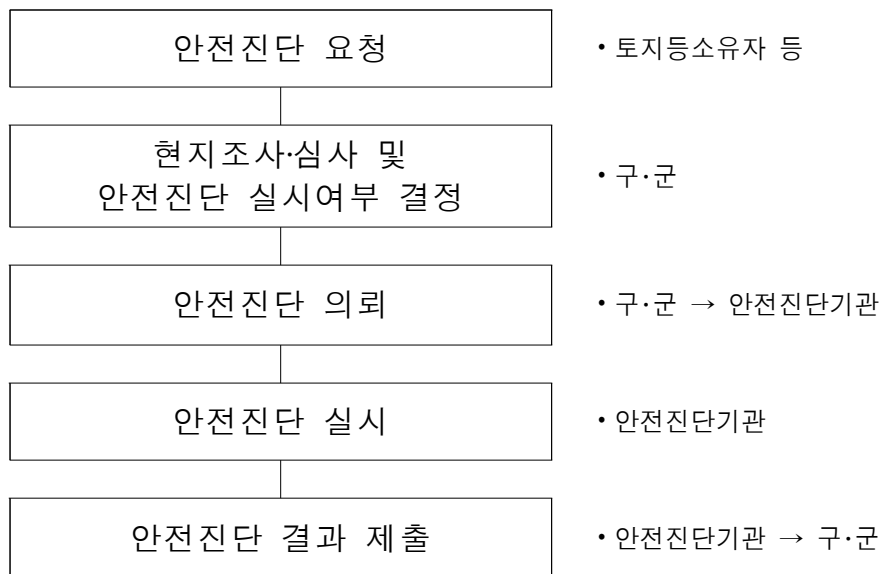 안전진단 요청
• 토지등소유자 등
현지조사·심사 및
안전진단 실시여부 결정
• 구·군
안전진단 의뢰
• 구·군 → 안전진단기관
안전진단 실시
• 안전진단기관
안전진단 결과 제출
• 안전진단기관 → 구·군